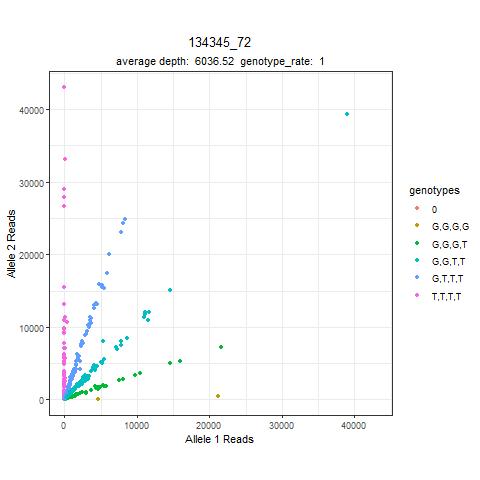 134345_72
average depth:  6036.52  genotype_rate:  1
Allele 2 Reads
40000
30000
20000
10000
0
0
10000
20000
30000
40000
Allele 1 Reads
genotypes
0
G,G,G,G
G,G,G,T
G,G,T,T
G,T,T,T
T,T,T,T